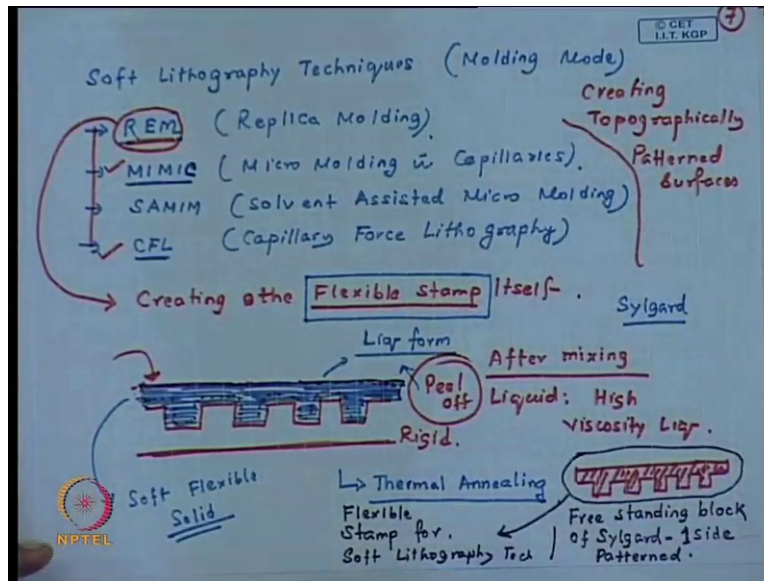 © CET
I.I.T. KGP
7
Soft Lithography Techniques (Molding Mode)
REM (Replica Molding).
MIMIC (Micro Molding in Capillaries).
SAMIM (Solvent Assisted Micro Molding)
CFL (Capillary Force Lithography)
Creating
Topographically
Patterned
Surfaces
Creating the Flexible Stamp Itself.
Sylgard
Liqr form
Peel
off
After mixing
Liquid: High
Viscosity Liqr.
Rigid.
Soft Flexible
Solid
Thermal Annealing
Flexible
Stamp for.
Soft Lithography Tech
Free standing block
of Sylgard - 1 side
Patterned.
NPTEL